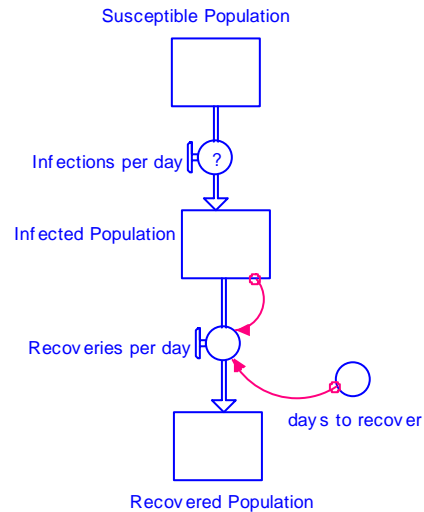 Susceptible Population
Infections per day
?
Infected Population
Recoveries per day
days to recover
Recovered Population